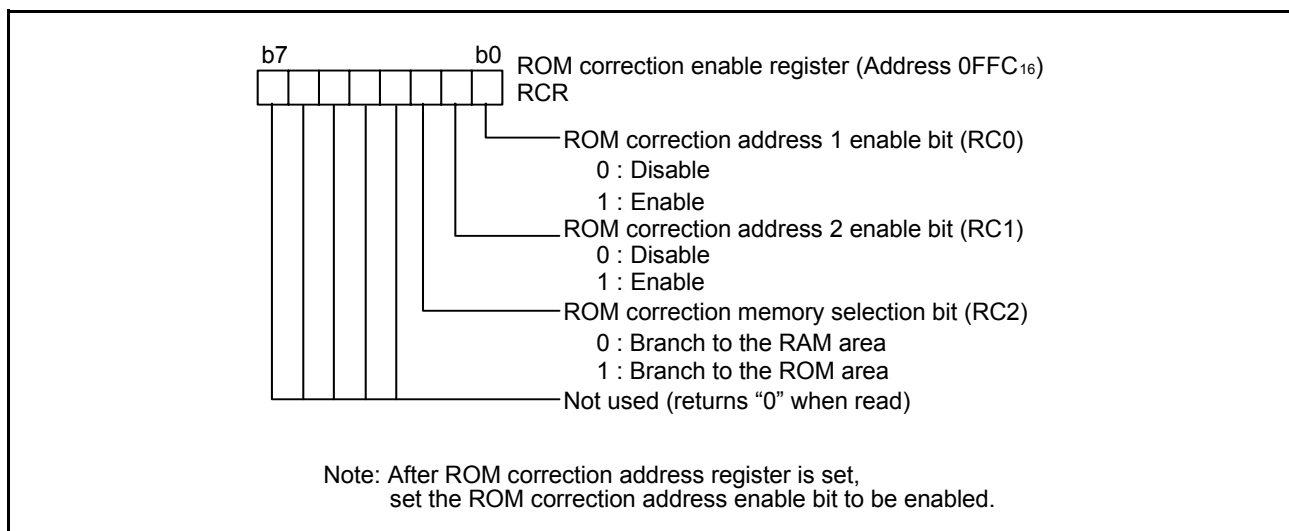 b7 b0
ROM correction enable register (Address 0FFC₁₆)
RCR
ROM correction address 1 enable bit (RC0)
0 : Disable
1 : Enable
ROM correction address 2 enable bit (RC1)
0 : Disable
1 : Enable
ROM correction memory selection bit (RC2)
0 : Branch to the RAM area
1 : Branch to the ROM area
Not used (returns “0” when read)
Note: After ROM correction address register is set,
set the ROM correction address enable bit to be enabled.